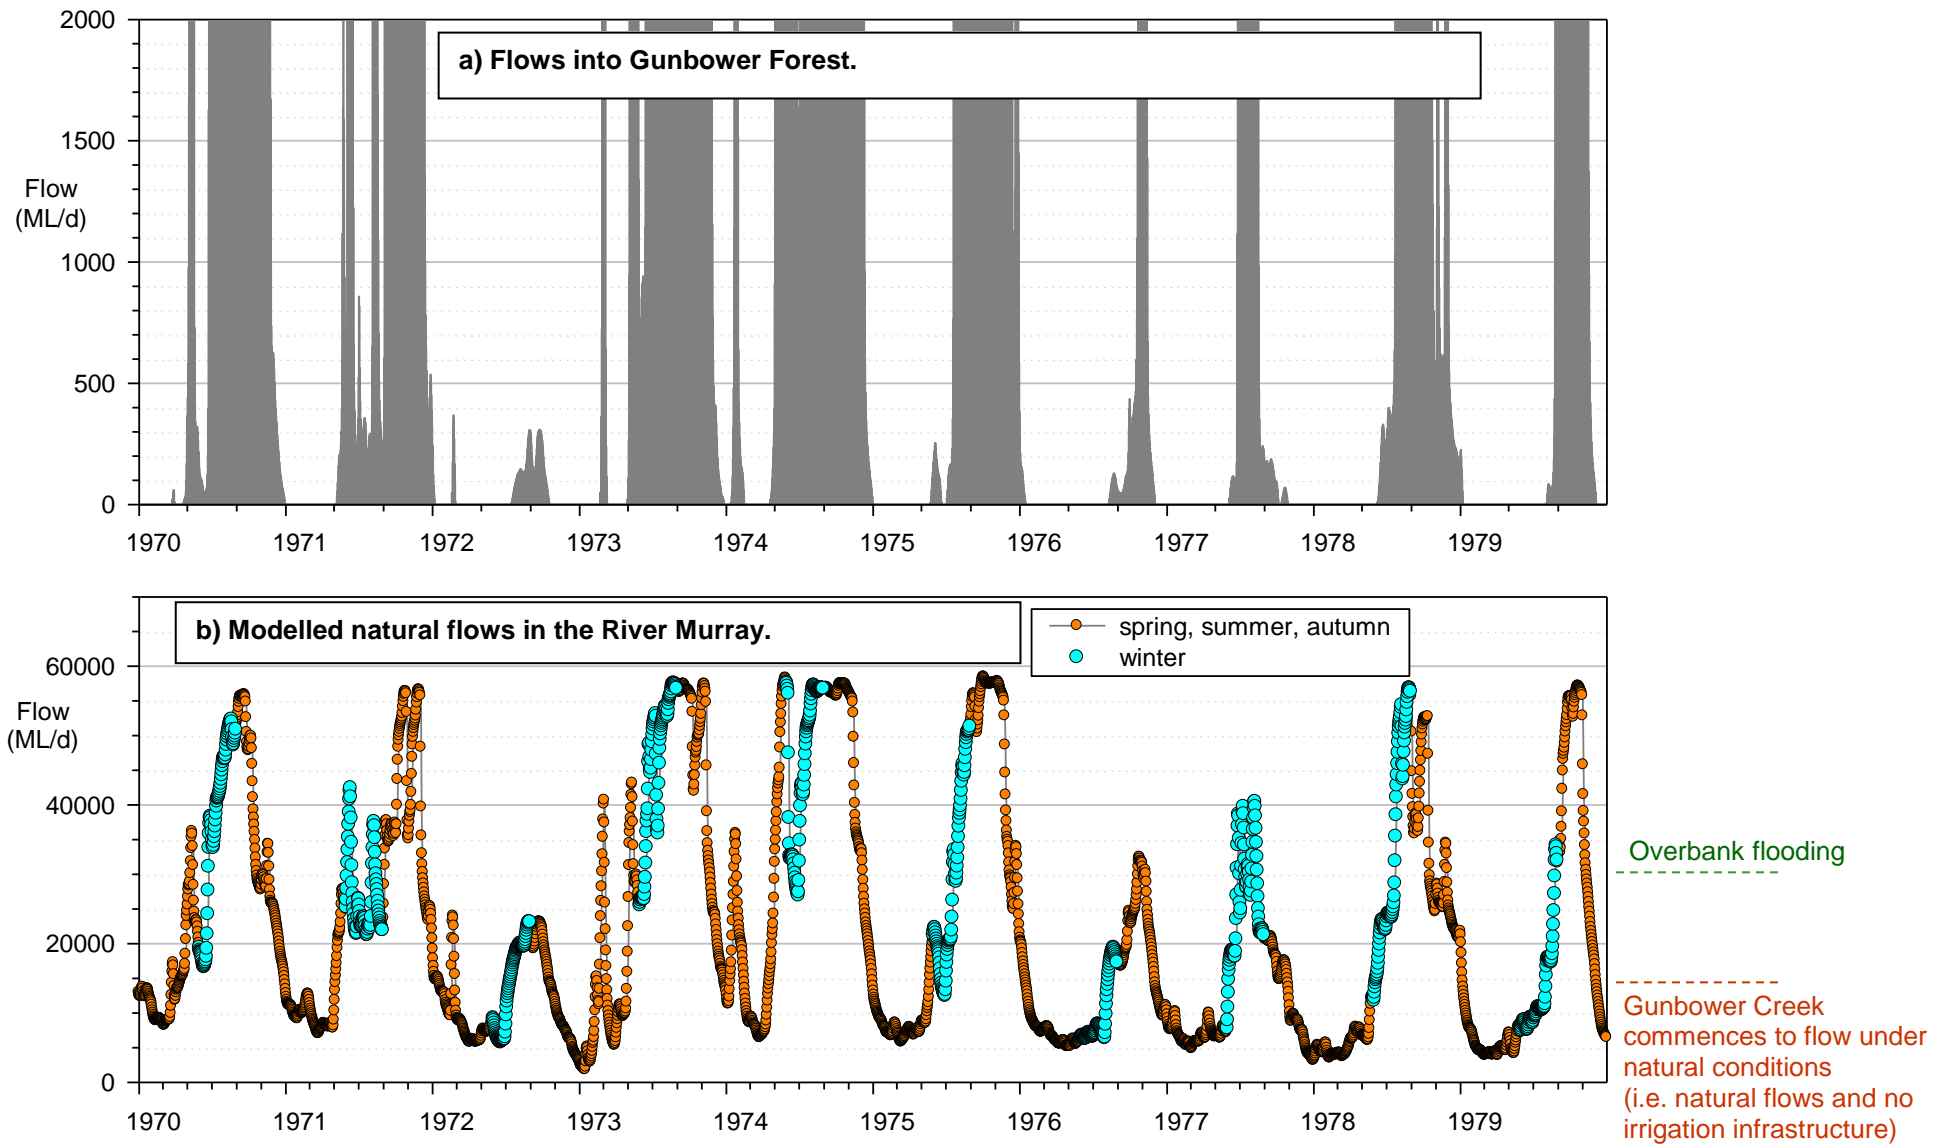 2000
a) Flows into Gunbower Forest.
1500
Flow
(ML/d)
1000
500
0
1970 1971 1972 1973 1974 1975 1976 1977 1978 1979
b) Modelled natural flows in the River Murray.
spring, summer, autumn
winter
60000
Flow
(ML/d)
40000
Overbank flooding
20000
Gunbower Creek
commences to flow under
natural conditions
(i.e. natural flows and no
irrigation infrastructure)
0
1970 1971 1972 1973 1974 1975 1976 1977 1978 1979